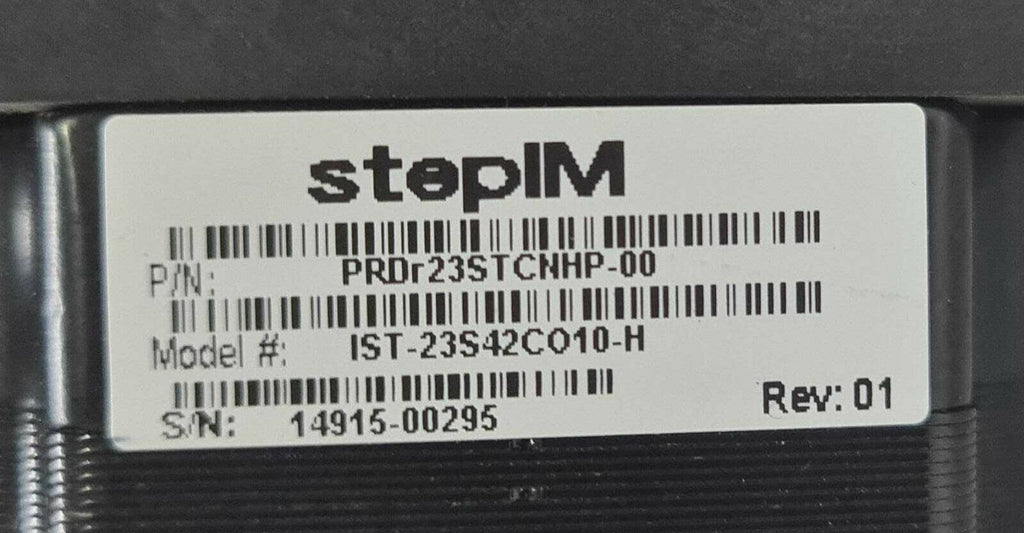 stepIM
P/N: PRDr23STCNHP-00
Model #: IST-23S42CO10-H
S/N: 14915-00295
Rev: 01